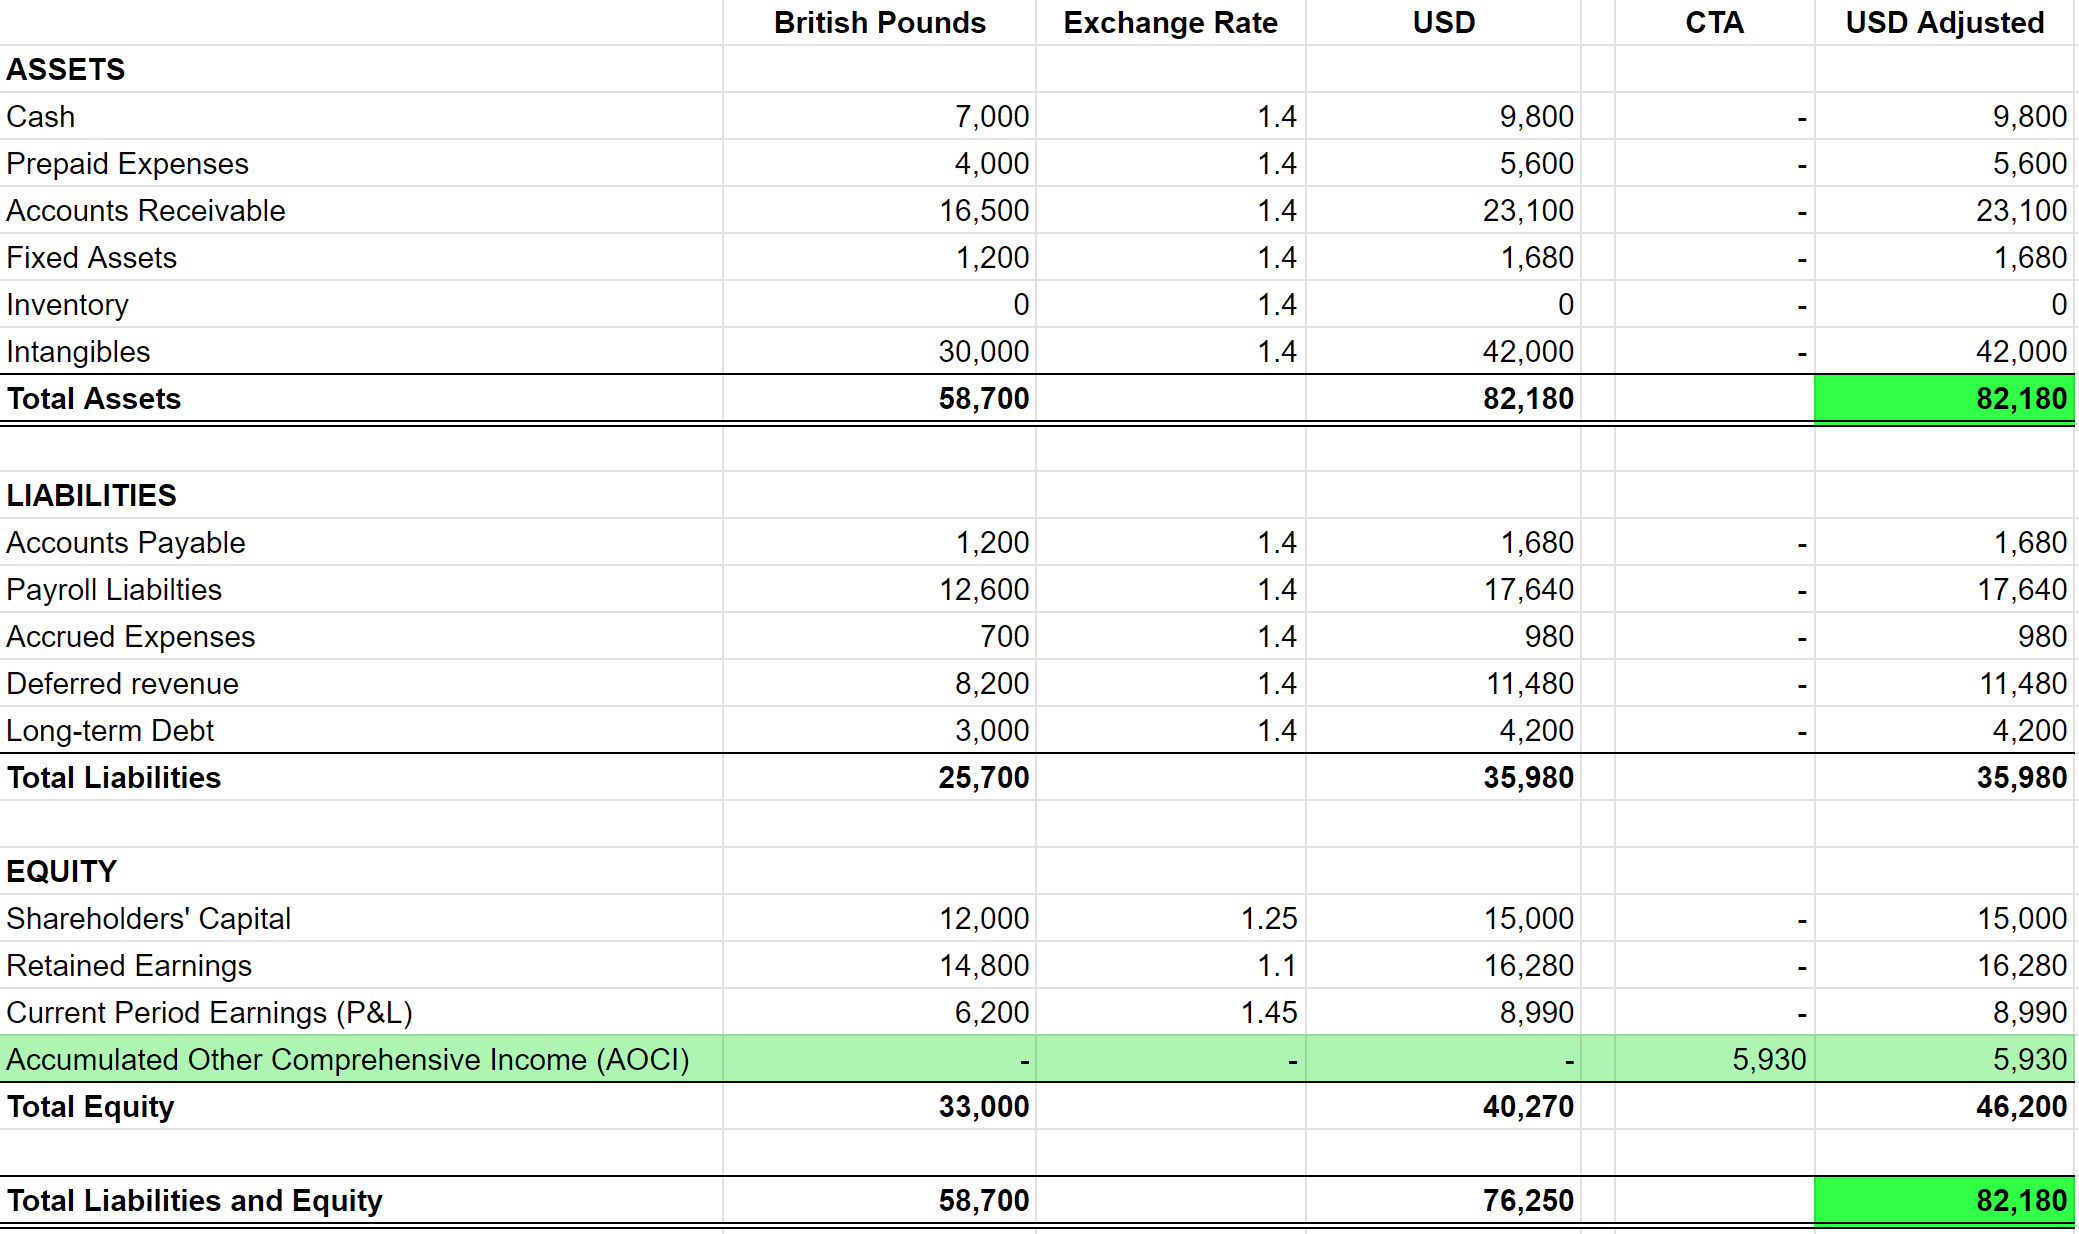 British Pounds Exchange Rate USD CTA USD Adjusted
ASSETS
Cash 7,000 1.4 9,800 - 9,800
Prepaid Expenses 4,000 1.4 5,600 - 5,600
Accounts Receivable 16,500 1.4 23,100 - 23,100
Fixed Assets 1,200 1.4 1,680 - 1,680
Inventory 0 1.4 0 - 0
Intangibles 30,000 1.4 42,000 - 42,000
Total Assets 58,700 82,180 82,180
LIABILITIES
Accounts Payable 1,200 1.4 1,680 - 1,680
Payroll Liabilties 12,600 1.4 17,640 - 17,640
Accrued Expenses 700 1.4 980 - 980
Deferred revenue 8,200 1.4 11,480 - 11,480
Long-term Debt 3,000 1.4 4,200 - 4,200
Total Liabilities 25,700 35,980 35,980
EQUITY
Shareholders' Capital 12,000 1.25 15,000 - 15,000
Retained Earnings 14,800 1.1 16,280 - 16,280
Current Period Earnings (P&L) 6,200 1.45 8,990 - 8,990
Accumulated Other Comprehensive Income (AOCI) - - - 5,930 5,930
Total Equity 33,000 40,270 46,200
Total Liabilities and Equity 58,700 76,250 82,180